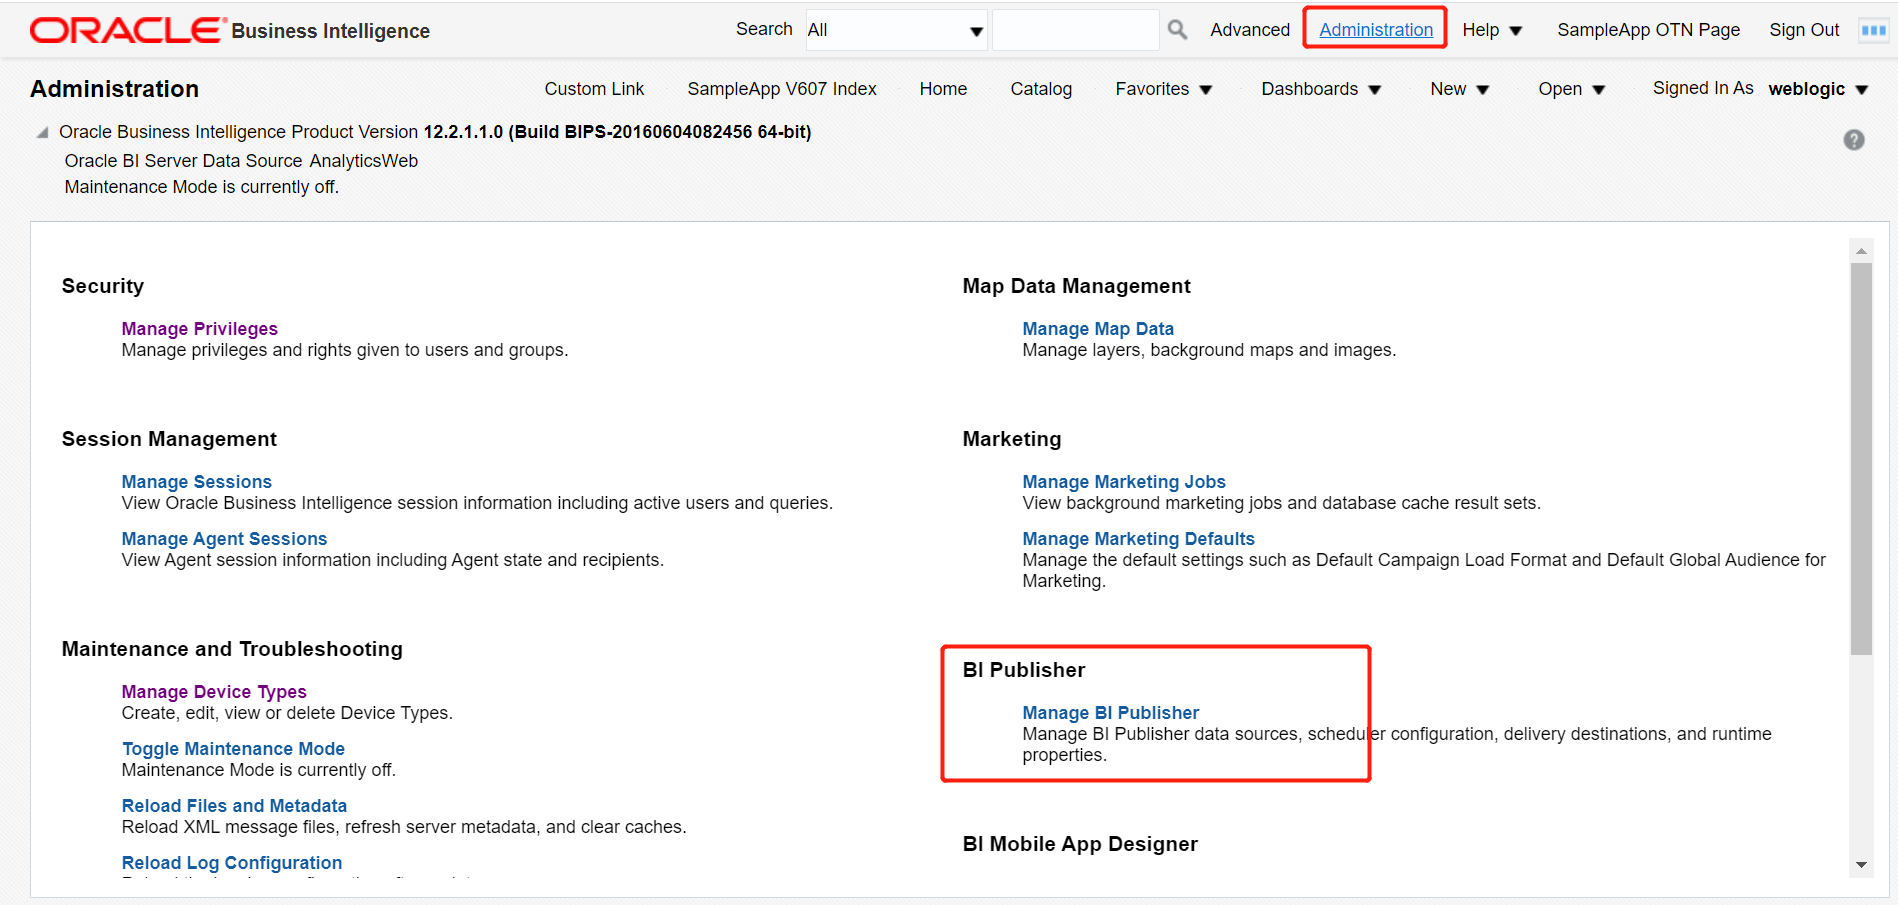 ORACLE® Business Intelligence
Search All Advanced Administration Help SampleApp OTN Page Sign Out
Administration
Custom Link SampleApp V607 Index Home Catalog Favorites Dashboards New Open Signed In As weblogic
Oracle Business Intelligence Product Version 12.2.1.1.0 (Build BIPS-20160604082456 64-bit)
Oracle BI Server Data Source AnalyticsWeb
Maintenance Mode is currently off.
Security
Manage Privileges
Manage privileges and rights given to users and groups.
Session Management
Manage Sessions
View Oracle Business Intelligence session information including active users and queries.
Manage Agent Sessions
View Agent session information including Agent state and recipients.
Maintenance and Troubleshooting
Manage Device Types
Create, edit, view or delete Device Types.
Toggle Maintenance Mode
Maintenance Mode is currently off.
Reload Files and Metadata
Reload XML message files, refresh server metadata, and clear caches.
Reload Log Configuration
Map Data Management
Manage Map Data
Manage layers, background maps and images.
Marketing
Manage Marketing Jobs
View background marketing jobs and database cache result sets.
Manage Marketing Defaults
Manage the default settings such as Default Campaign Load Format and Default Global Audience for
Marketing.
BI Publisher
Manage BI Publisher
Manage BI Publisher data sources, scheduler configuration, delivery destinations, and runtime
properties.
BI Mobile App Designer